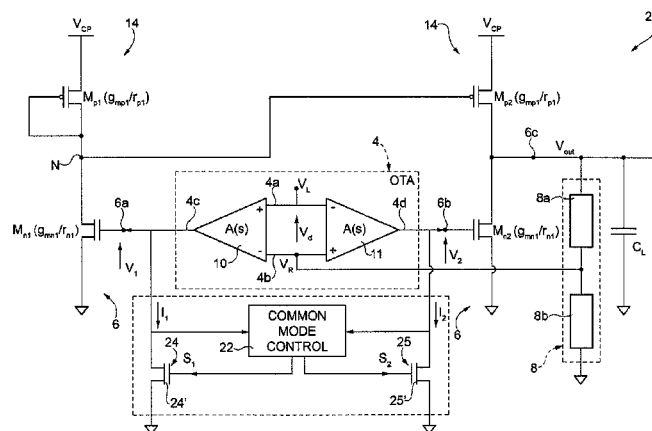 V_CP
14
14
V_CP
2
M_p1 (g_mp1/r_p1)
M_p2 (g_mp1/r_p1)
N
4
OTA
6c
V_out
6a
4c
4a
V_L
4d
6b
8a
M_n1 (g_mn1/r_n1)
A(s)
+
-
-
+
A(s)
M_n2 (g_mn1/r_n1)
V_d
10
4b
V_R
11
V_1
V_2
C_L
6
I_1
COMMON
MODE
CONTROL
22
I_2
6
8b
24
S_1
S_2
25
8
24'
25'